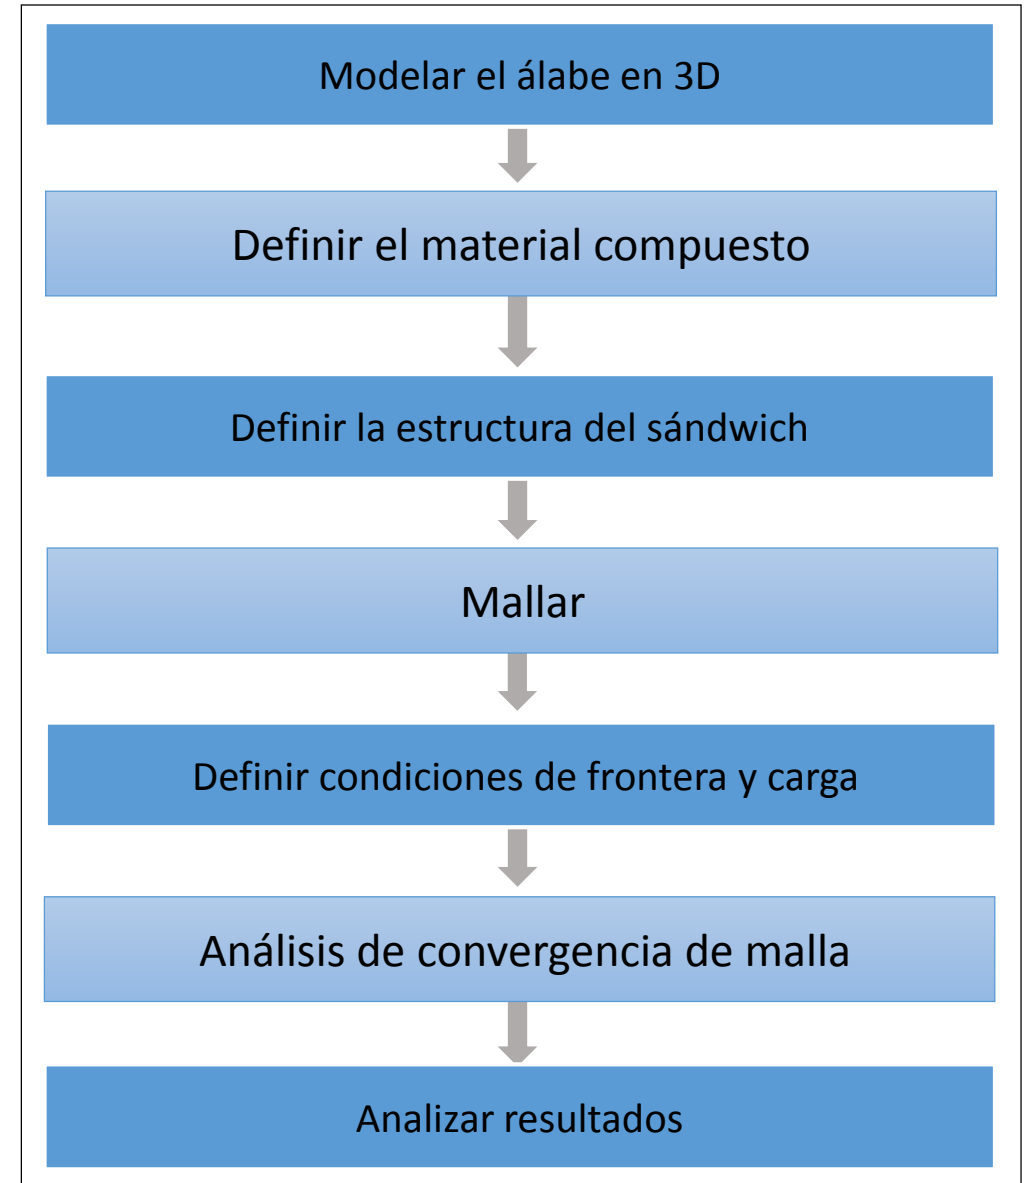 Modelar el álabe en 3D
Definir el material compuesto
Definir la estructura del sándwich
Mallar
Definir condiciones de frontera y carga
Análisis de convergencia de malla
Analizar resultados